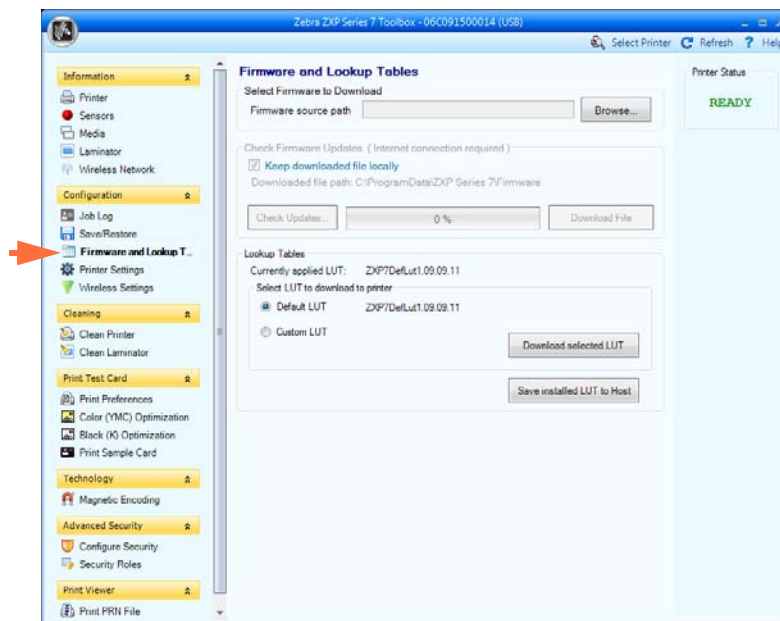 Zebra ZXP Series 7 Toolbox - 06C091500014 (USB)
Select Printer Refresh ? Help
Information
Printer
Sensors
Media
Laminator
Wireless Network
Configuration
Job Log
Save/Restore
Firmware and Lookup T...
Printer Settings
Wireless Settings
Cleaning
Clean Printer
Clean Laminator
Print Test Card
Print Preferences
Color (YMC) Optimization
Black (K) Optimization
Print Sample Card
Technology
Magnetic Encoding
Advanced Security
Configure Security
Security Roles
Print Viewer
Print PRN File
Firmware and Lookup Tables
Select Firmware to Download
Firmware source path Browse...
Check Firmware Updates ( Internet connection required )
Keep downloaded file locally
Downloaded file path: C:\ProgramData\ZXP Series 7\Firmware
Check Updates... 0 % Download File
Lookup Tables
Currently applied LUT: ZXP7DefLut1.09.09.11
Select LUT to download to printer
Default LUT ZXP7DefLut1.09.09.11
Custom LUT
Download selected LUT
Save installed LUT to Host
Printer Status
READY